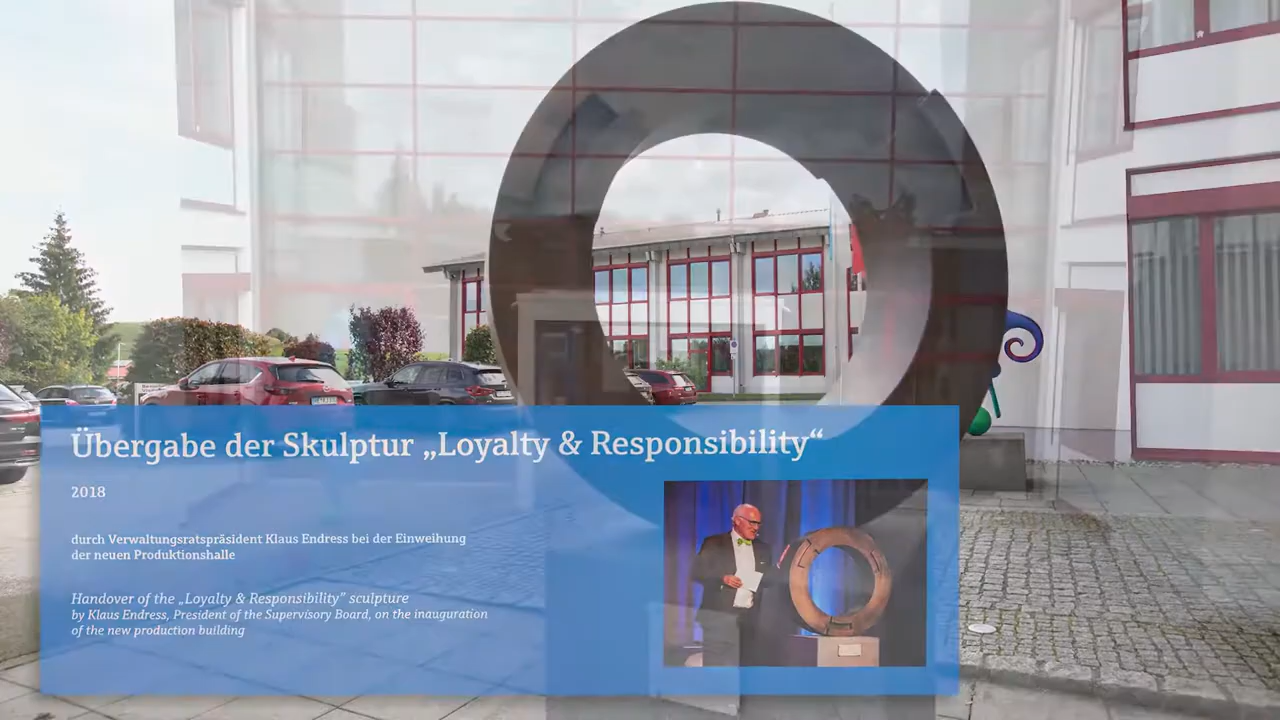 Übergabe der Skulptur „Loyalty & Responsibility“
2018
durch Verwaltungsratspräsident Klaus Endress bei der Einweihung
der neuen Produktionshalle
Handover of the „Loyalty & Responsibility” sculpture
by Klaus Endress, President of the Supervisory Board, on the inauguration
of the new production building